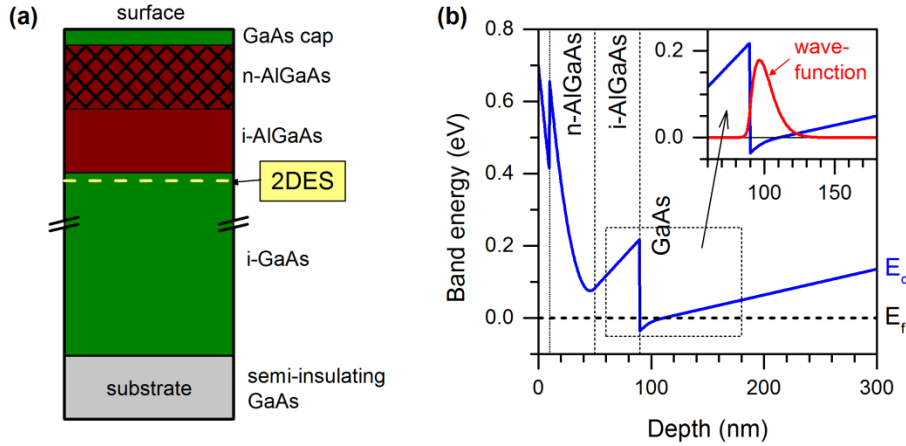 (a)
surface
GaAs cap
n-AlGaAs
i-AlGaAs
2DES
i-GaAs
substrate
semi-insulating
GaAs
(b)
Band energy (eV)
0.8
0.6
0.4
0.2
0.0
0
100
200
300
Depth (nm)
n-AlGaAs
i-AlGaAs
GaAs
0.2
0.0
100
150
wave-
function
E_c
E_f